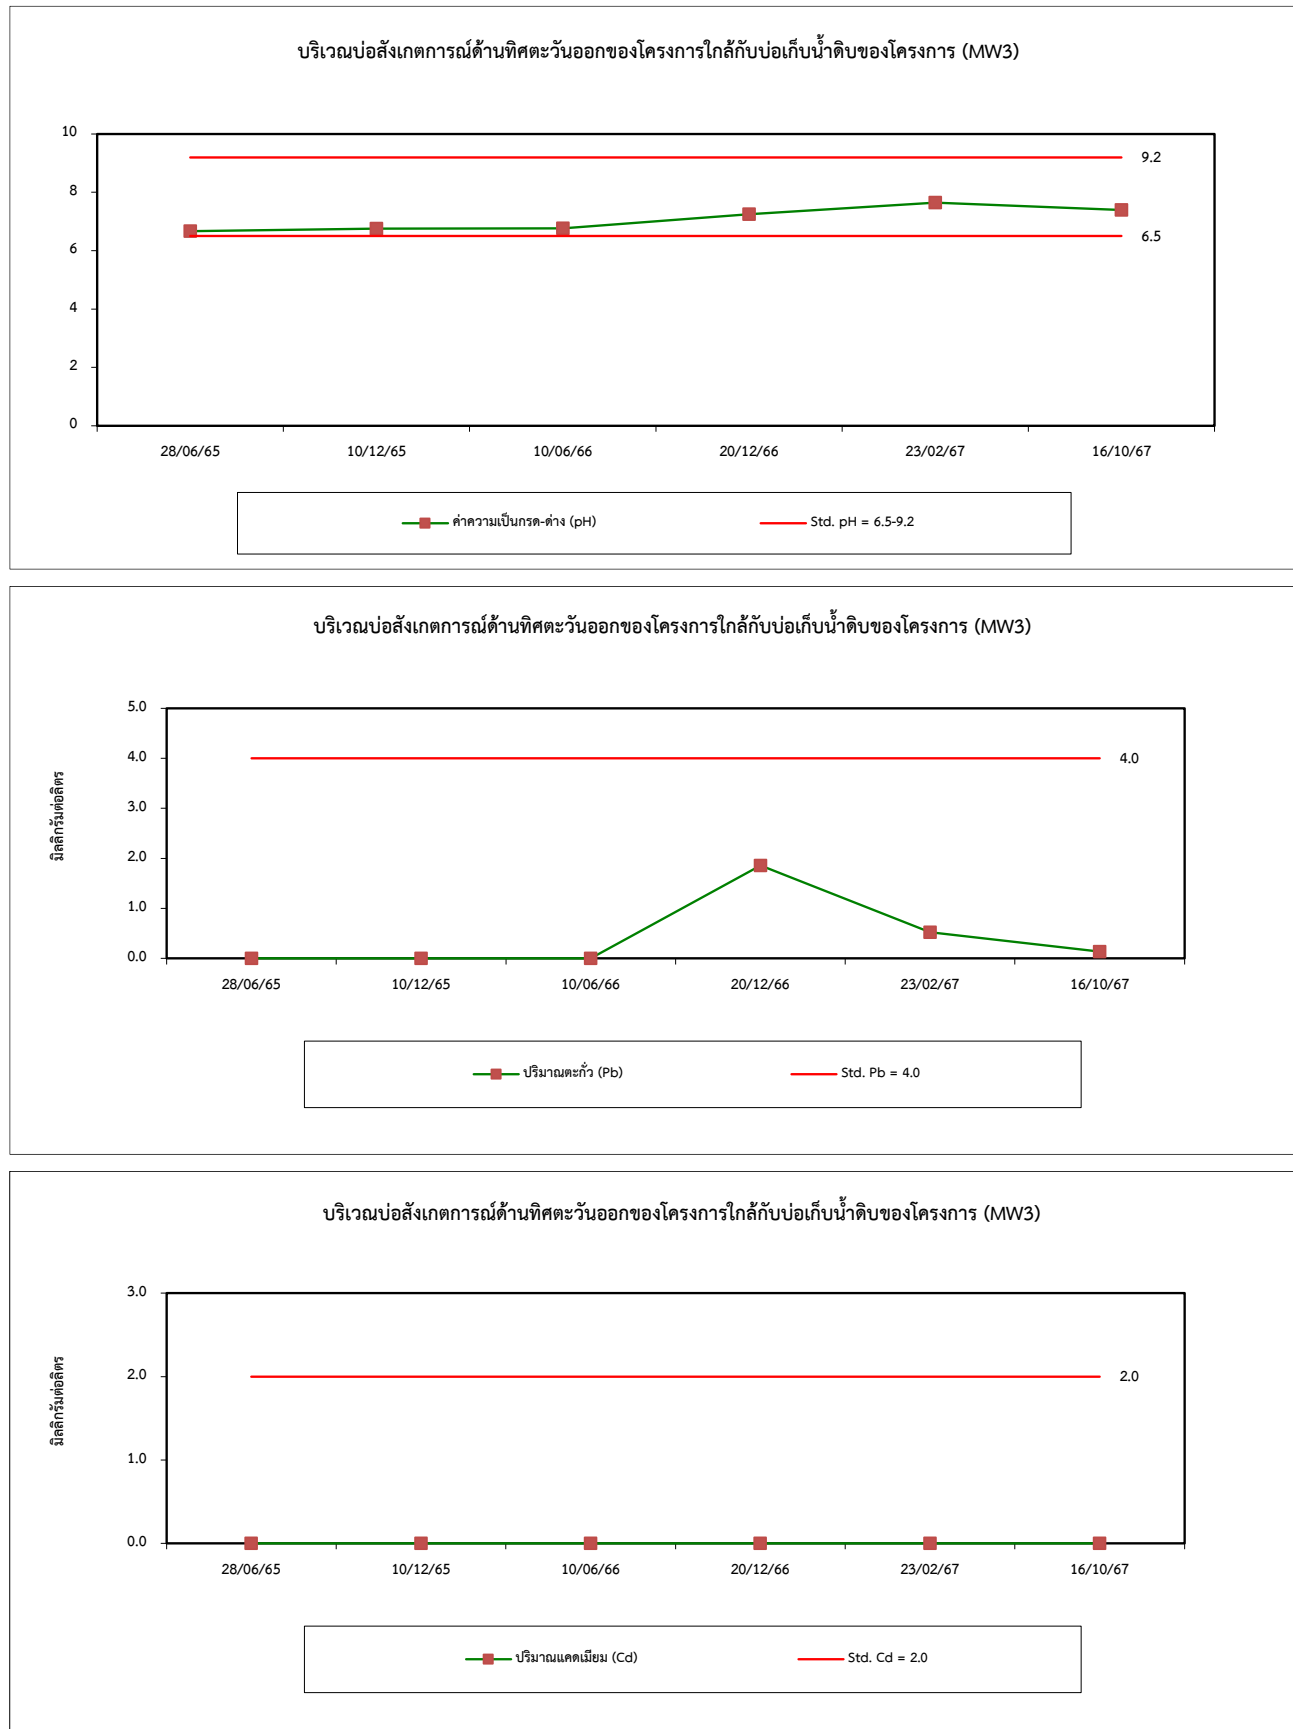 บริเวณบ่อสังเกตการณ์ด้านทิศตะวันออกของโครงการใกล้กับบ่อเก็บน้ำดิบของโครงการ (MW3)
10
9.2
8
6.5
6
4
2
0
28/06/65 10/12/65 10/06/66 20/12/66 23/02/67 16/10/67
ค่าความเป็นกรด-ด่าง (pH) Std. pH = 6.5-9.2
บริเวณบ่อสังเกตการณ์ด้านทิศตะวันออกของโครงการใกล้กับบ่อเก็บน้ำดิบของโครงการ (MW3)
มิลลิกรัมต่อลิตร
5.0
4.0 4.0
3.0
2.0
1.0
0.0
28/06/65 10/12/65 10/06/66 20/12/66 23/02/67 16/10/67
ปริมาณตะกั่ว (Pb) Std. Pb = 4.0
บริเวณบ่อสังเกตการณ์ด้านทิศตะวันออกของโครงการใกล้กับบ่อเก็บน้ำดิบของโครงการ (MW3)
มิลลิกรัมต่อลิตร
3.0
2.0 2.0
1.0
0.0
28/06/65 10/12/65 10/06/66 20/12/66 23/02/67 16/10/67
ปริมาณแคดเมียม (Cd) Std. Cd = 2.0